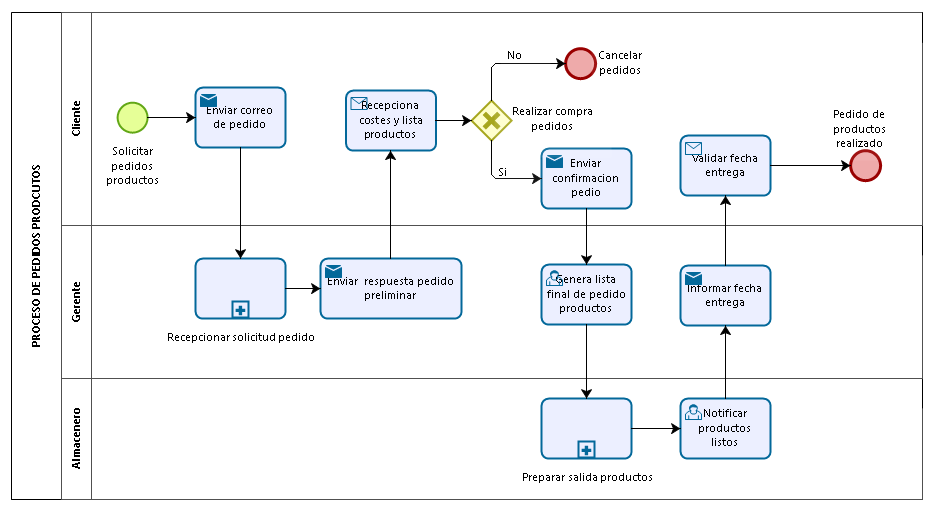 PROCESO DE PEDIDOS PRODCUTOS
Cliente
Solicitar
pedidos
productos
Enviar correo
de pedido
Recepciona
costes y lista
productos
No
Cancelar
pedidos
Realizar compra
pedidos
Si
Enviar
confirmacion
pedio
Validar fecha
entrega
Pedido de
productos
realizado
Gerente
Recepcionar solicitud pedido
Enviar respuesta pedido
preliminar
Genera lista
final de pedido
productos
Informar fecha
entrega
Almacenero
Preparar salida productos
Notificar
productos
listos